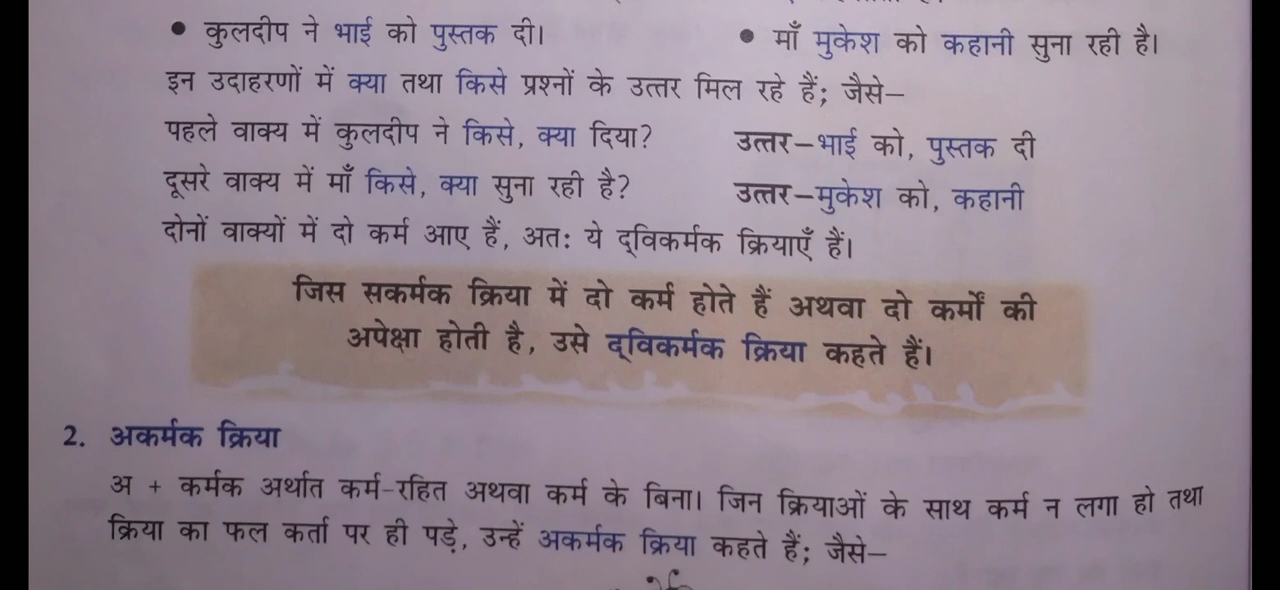 • कुलदीप ने भाई को पुस्तक दी। • माँ मुकेश को कहानी सुना रही है।
इन उदाहरणों में क्या तथा किसे प्रश्नों के उत्तर मिल रहे हैं; जैसे–
पहले वाक्य में कुलदीप ने किसे, क्या दिया? उत्तर–भाई को, पुस्तक दी
दूसरे वाक्य में माँ किसे, क्या सुना रही है? उत्तर–मुकेश को, कहानी
दोनों वाक्यों में दो कर्म आए हैं, अतः ये द्‌विकर्मक क्रियाएँ हैं।
जिस सकर्मक क्रिया में दो कर्म होते हैं अथवा दो कर्मों की
अपेक्षा होती है, उसे द्‌विकर्मक क्रिया कहते हैं।
2. अकर्मक क्रिया
अ + कर्मक अर्थात कर्म-रहित अथवा कर्म के बिना। जिन क्रियाओं के साथ कर्म न लगा हो तथा
क्रिया का फल कर्ता पर ही पड़े, उन्हें अकर्मक क्रिया कहते हैं; जैसे–